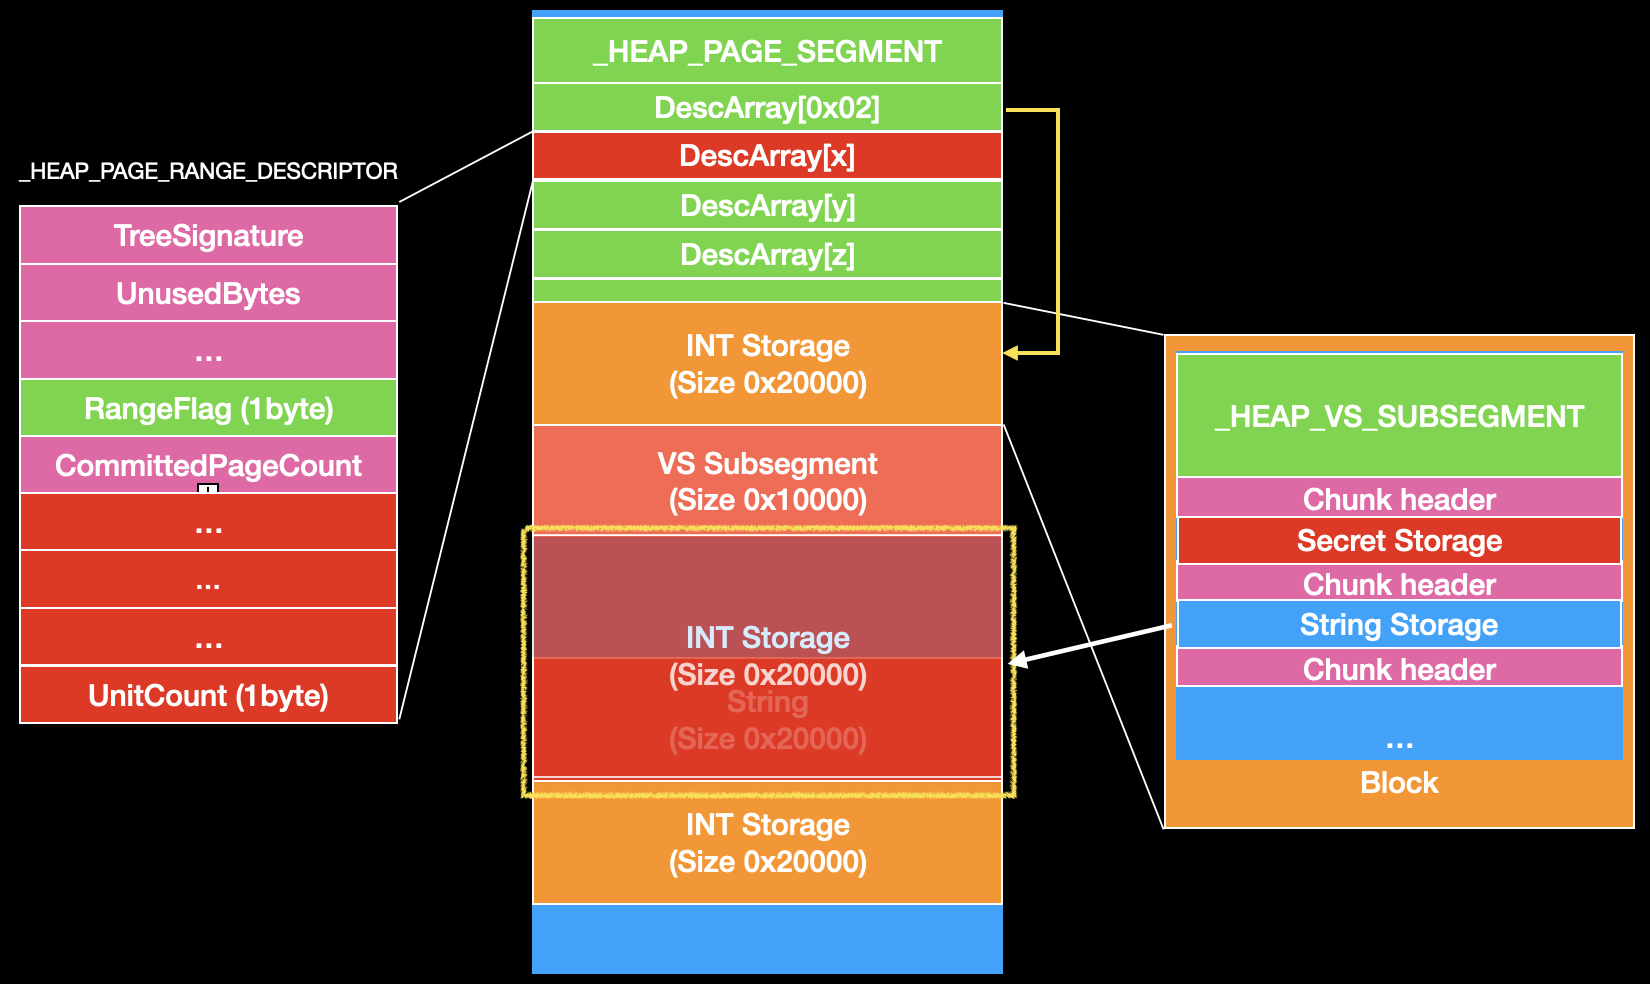 _HEAP_PAGE_RANGE_DESCRIPTOR
TreeSignature
UnusedBytes
...
RangeFlag (1byte)
CommittedPageCount
...
...
...
UnitCount (1byte)
_HEAP_PAGE_SEGMENT
DescArray[0x02]
DescArray[x]
DescArray[y]
DescArray[z]
INT Storage
(Size 0x20000)
VS Subsegment
(Size 0x10000)
INT Storage
(Size 0x20000)
String
(Size 0x20000)
INT Storage
(Size 0x20000)
_HEAP_VS_SUBSEGMENT
Chunk header
Secret Storage
Chunk header
String Storage
Chunk header
...
Block